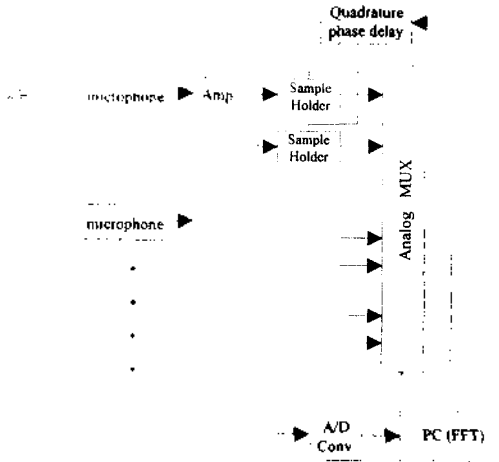 Quadrature
phase delay
microphone
Amp
Sample
Holder
Sample
Holder
microphone
Analog MUX
A/D
Conv
PC (FFT)